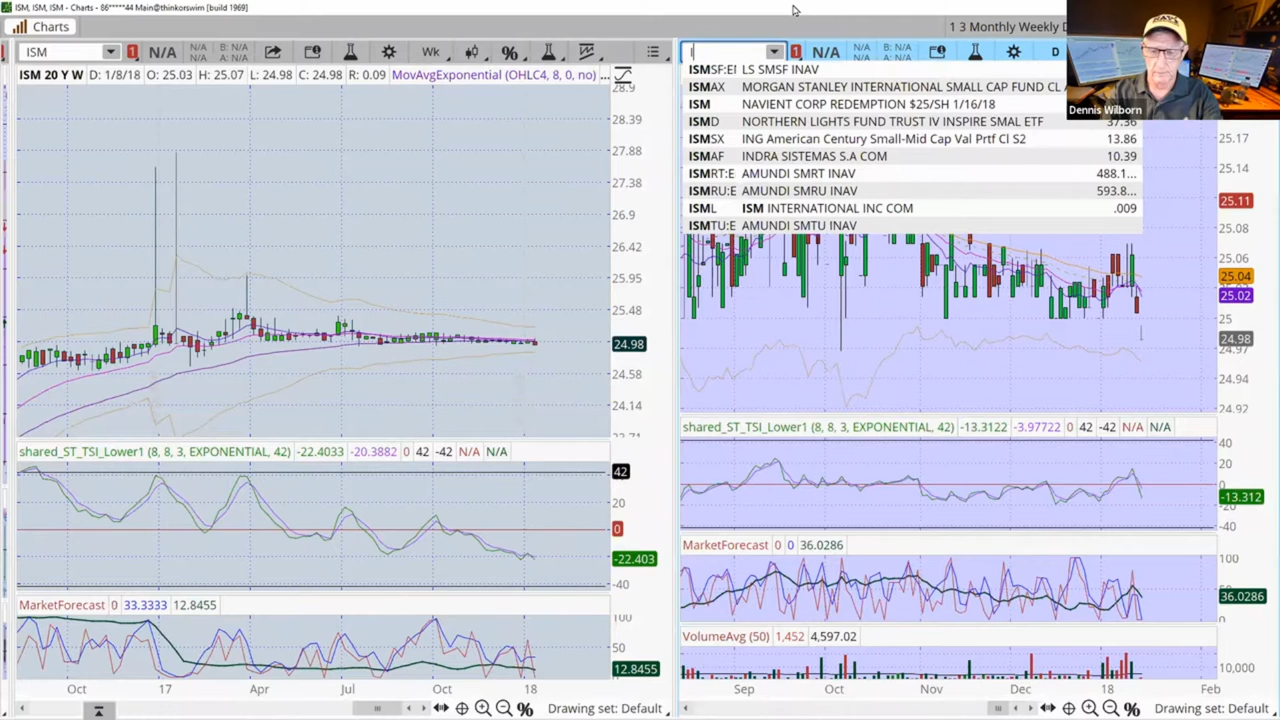 ISM, ISM, ISM - Charts - 86*****44 Main@thinkorswim [build 1969]
Charts
1 3 Monthly Weekly D
ISM 1 N/A N/A N/A B: N/A A: N/A Wk %
ISM 20 Y W D: 1/8/18 O: 25.03 H: 25.07 L: 24.98 C: 24.98 R: 0.09 MovAvgExponential (OHLC4, 8, 0, no) ...
28.9
28.39
27.88
27.38
26.9
26.42
25.95
25.48
24.98
24.58
24.14
23.71
shared_ST_TSI_Lower1 (8, 8, 3, EXPONENTIAL, 42) -22.4033 -20.3882 0 42 -42 N/A N/A
42
20
0
-22.403
-40
MarketForecast 0 33.3333 12.8455
100
50
12.8455
Oct 17 Apr Jul Oct 18
Drawing set: Default
I 1 N/A N/A N/A B: N/A A: N/A D
ISMSF:E! LS SMSF INAV
ISMAX MORGAN STANLEY INTERNATIONAL SMALL CAP FUND CL
ISM NAVIENT CORP REDEMPTION $25/SH 1/16/18
ISMD NORTHERN LIGHTS FUND TRUST IV INSPIRE SMAL ETF 37.36
ISMSX ING American Century Small-Mid Cap Val Prtf Cl S2 13.86
ISMAF INDRA SISTEMAS S.A COM 10.39
ISMRT:E AMUNDI SMRT INAV 488.1...
ISMRU:E AMUNDI SMRU INAV 593.8...
ISML ISM INTERNATIONAL INC COM .009
ISMTU:E AMUNDI SMTU INAV
Dennis Wilborn
25.17
25.14
25.11
25.08
25.06
25.04
25.02
25
24.98
24.97
24.94
24.92
shared_ST_TSI_Lower1 (8, 8, 3, EXPONENTIAL, 42) -13.3122 -3.97722 0 42 -42 N/A N/A
40
20
0
-13.312
-20
-40
MarketForecast 0 0 36.0286
100
50
36.0286
VolumeAvg (50) 1,452 4,597.02
10,000
Sep Oct Nov Dec 18 Feb
Drawing set: Default